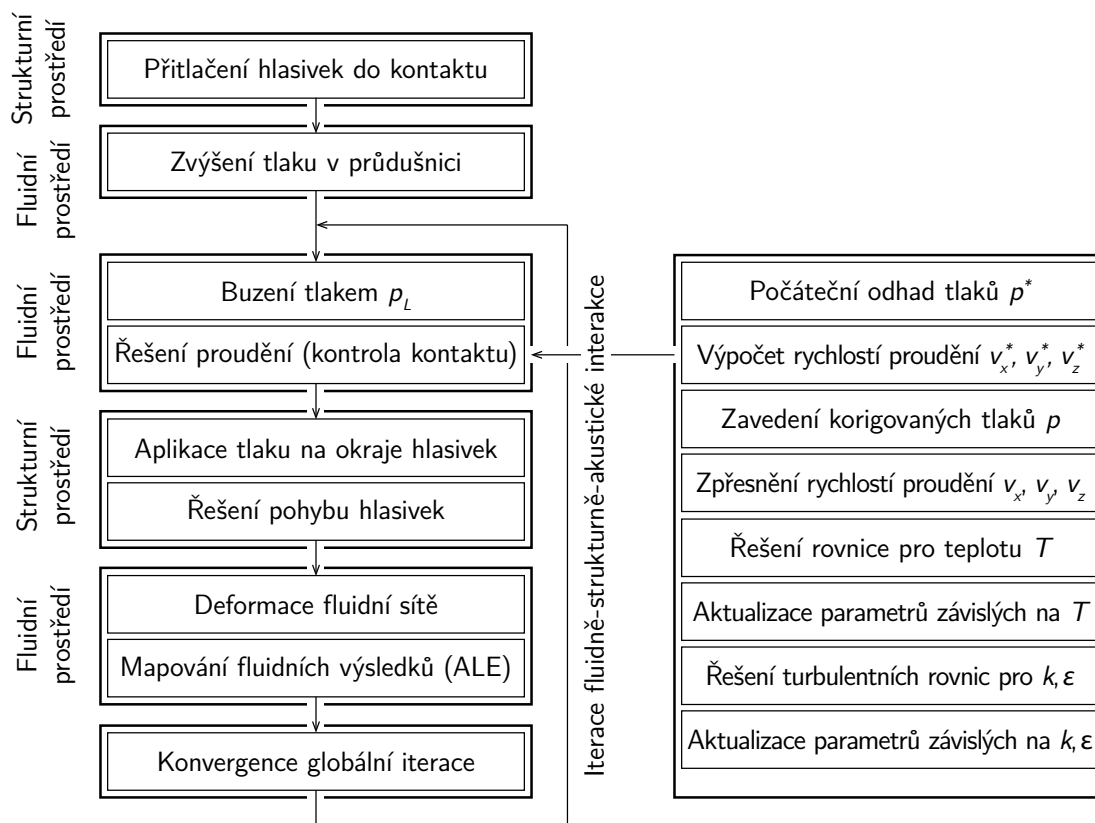 Strukturní
prostředí
Přitlačení hlasivek do kontaktu
Fluidní
prostředí
Zvýšení tlaku v průdušnici
Fluidní
prostředí
Buzení tlakem p_L
Řešení proudění (kontrola kontaktu)
Strukturní
prostředí
Aplikace tlaku na okraje hlasivek
Řešení pohybu hlasivek
Fluidní
prostředí
Deformace fluidní sítě
Mapování fluidních výsledků (ALE)
Konvergence globální iterace
Iterace fluidně-strukturně-akustické interakce
Počáteční odhad tlaků p*
Výpočet rychlostí proudění v_x^*, v_y^*, v_z^*
Zavedení korigovaných tlaků p
Zpřesnění rychlostí proudění v_x, v_y, v_z
Řešení rovnice pro teplotu T
Aktualizace parametrů závislých na T
Řešení turbulentních rovnic pro k, ε
Aktualizace parametrů závislých na k, ε